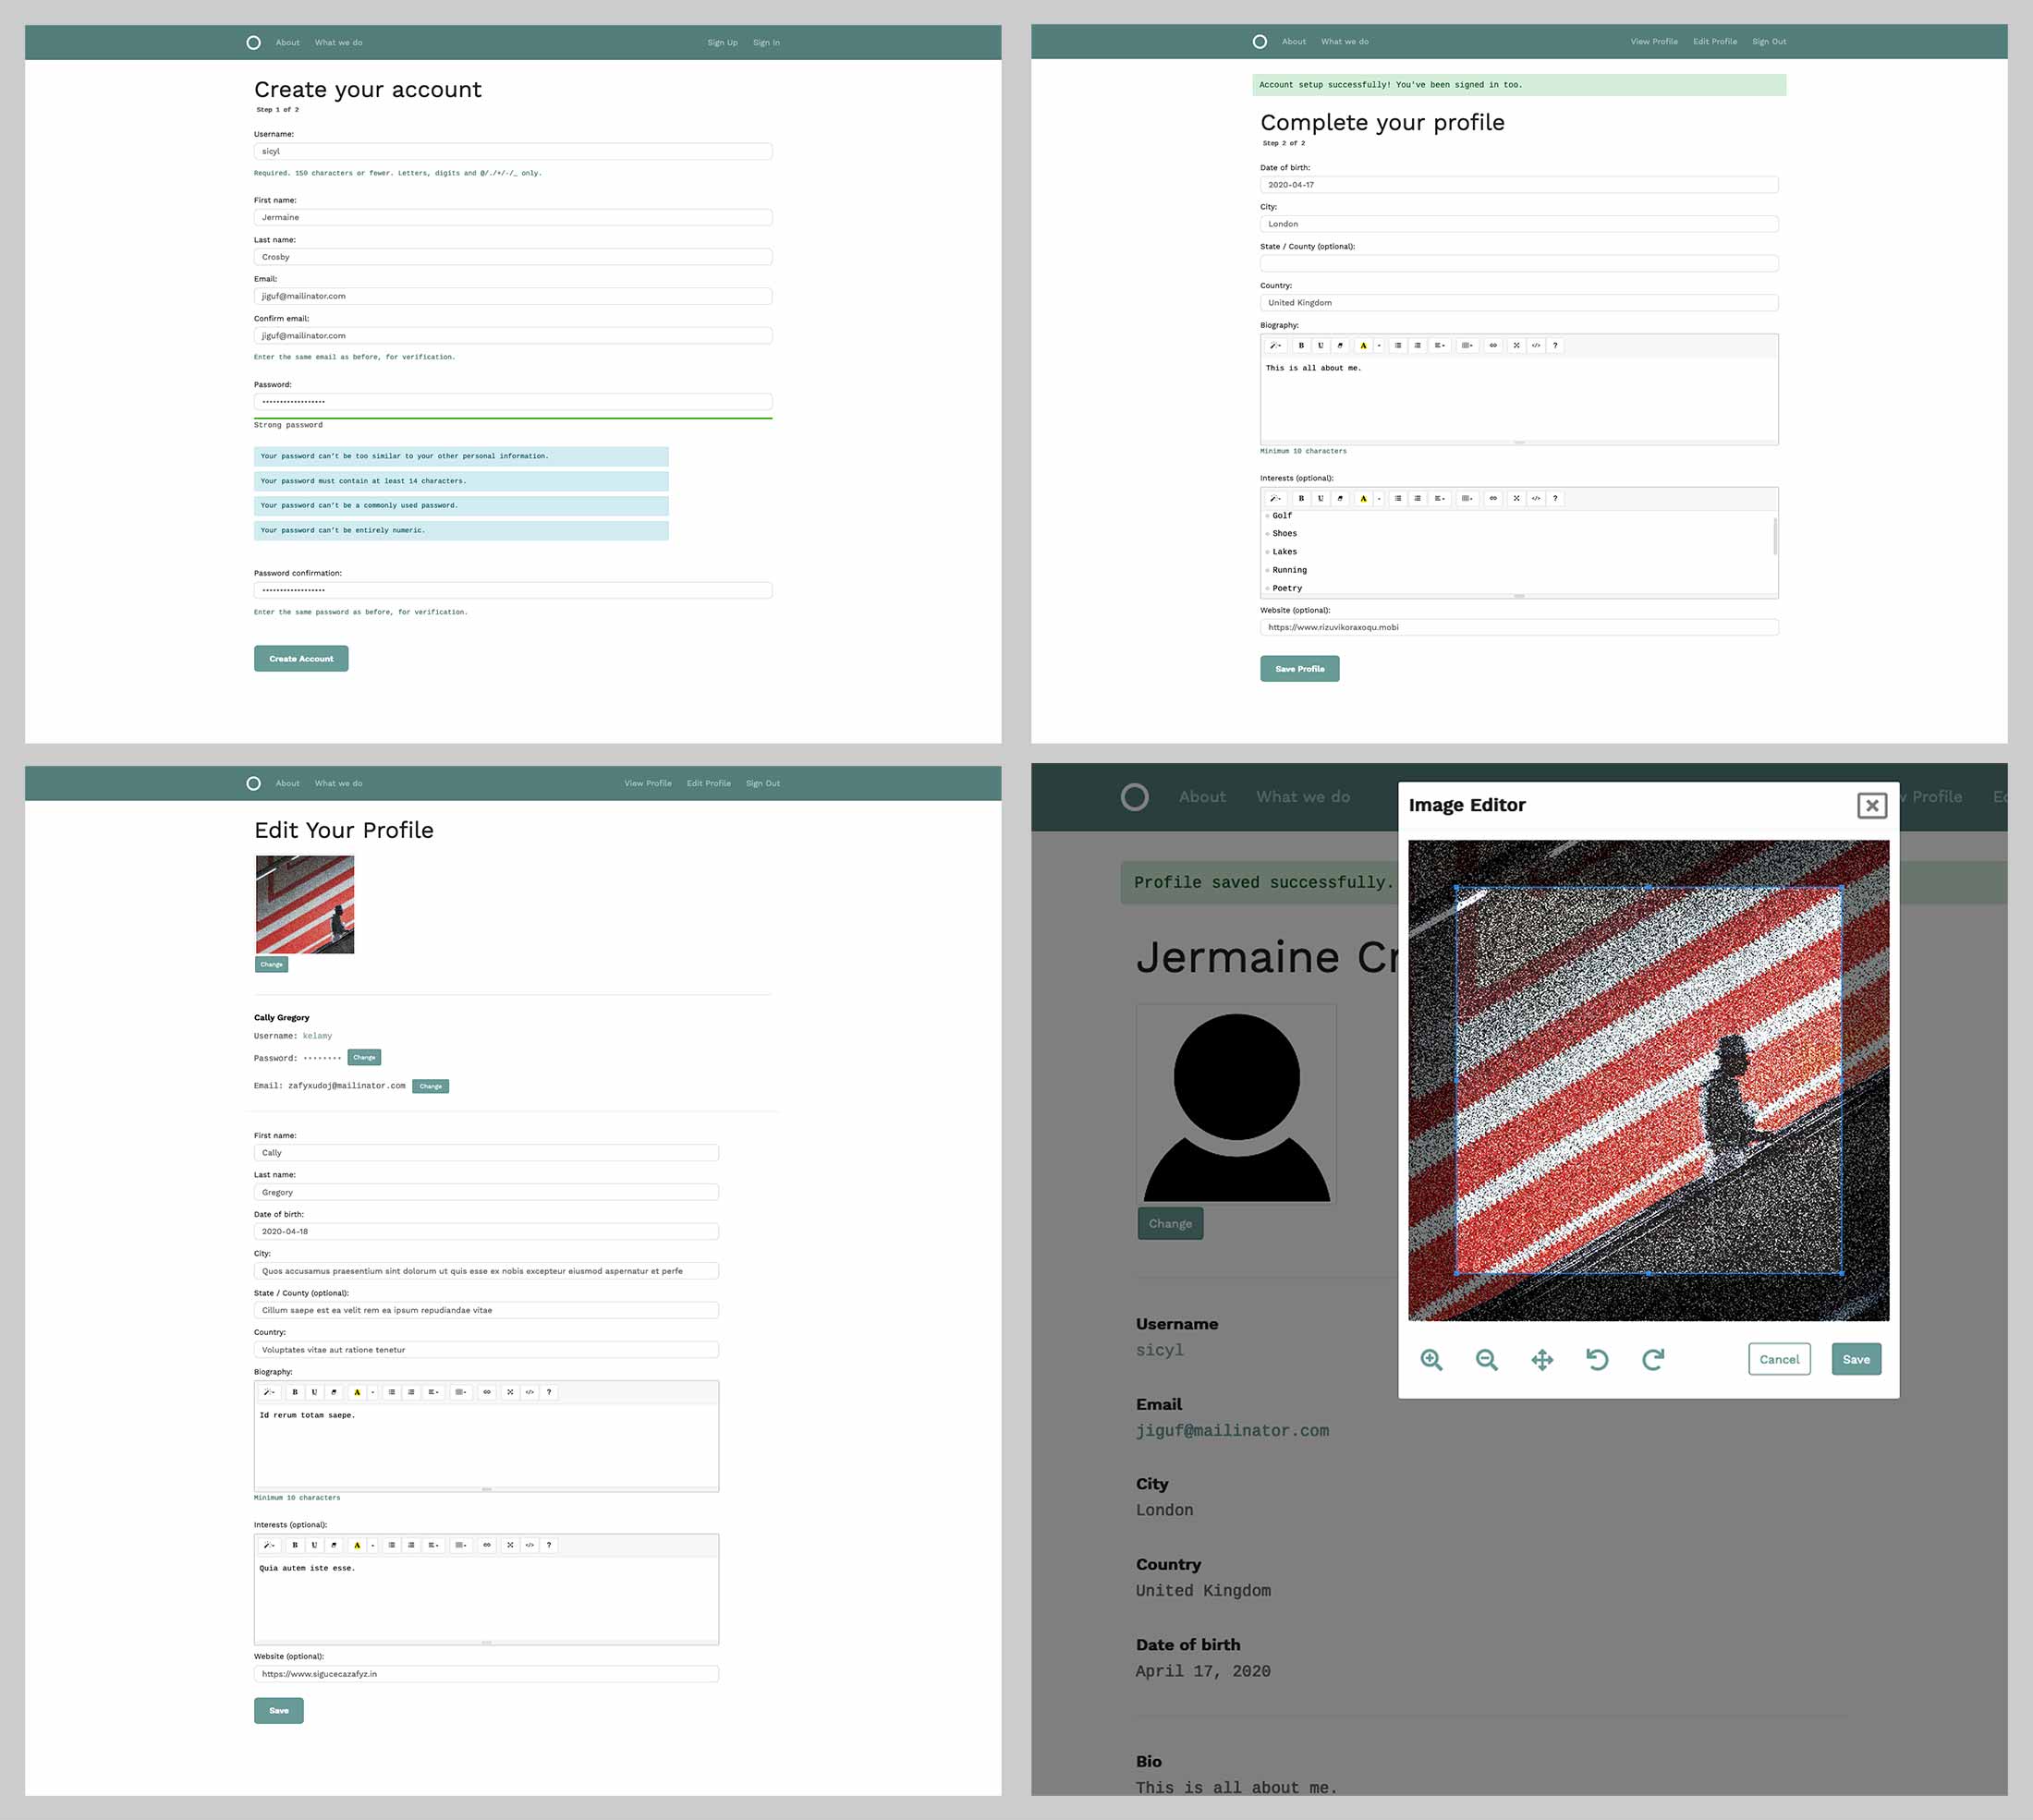 About What we do Sign Up Sign In
Create your account
Step 1 of 2
Username:
sicyl
Required. 150 characters or fewer. Letters, digits and @/./+/-/_ only.
First name:
Jermaine
Last name:
Crosby
Email:
jiguf@mailinator.com
Confirm email:
jiguf@mailinator.com
Enter the same email as before, for verification.
Password:
••••••••••••••••••
Strong password
Your password can't be too similar to your other personal information.
Your password must contain at least 14 characters.
Your password can't be a commonly used password.
Your password can't be entirely numeric.
Password confirmation:
••••••••••••••••••
Enter the same password as before, for verification.
Create Account
About What we do View Profile Edit Profile Sign Out
Account setup successfully! You've been signed in too.
Complete your profile
Step 2 of 2
Date of birth:
2020-04-17
City:
London
State / County (optional):
Country:
United Kingdom
Biography:
B U A </> ?
This is all about me.
Minimum 10 characters
Interests (optional):
B U A </> ?
Golf
Shoes
Lakes
Running
Poetry
Website (optional):
https://www.rizuvikoraxoqu.mobi
Save Profile
About What we do View Profile Edit Profile Sign Out
Edit Your Profile
Change
Cally Gregory
Username: kelamy
Password: •••••••• Change
Email: zafyxudoj@mailinator.com Change
First name:
Cally
Last name:
Gregory
Date of birth:
2020-04-18
City:
Quos accusamus praesentium sint dolorum ut quis esse ex nobis excepteur eiusmod aspernatur et perfe
State / County (optional):
Cillum saepe est ea velit rem ea ipsum repudiandae vitae
Country:
Voluptates vitae aut ratione tenetur
Biography:
B U A </> ?
Id rerum totam saepe.
Minimum 10 characters
Interests (optional):
B U A </> ?
Quia autem iste esse.
Website (optional):
https://www.sigucecazafyz.in
Save
About What we do w Profile Ed
Profile saved successfully.
Jermaine Cr
Change
Username
sicyl
Email
jiguf@mailinator.com
City
London
Country
United Kingdom
Date of birth
April 17, 2020
Bio
This is all about me.
Image Editor
Cancel Save